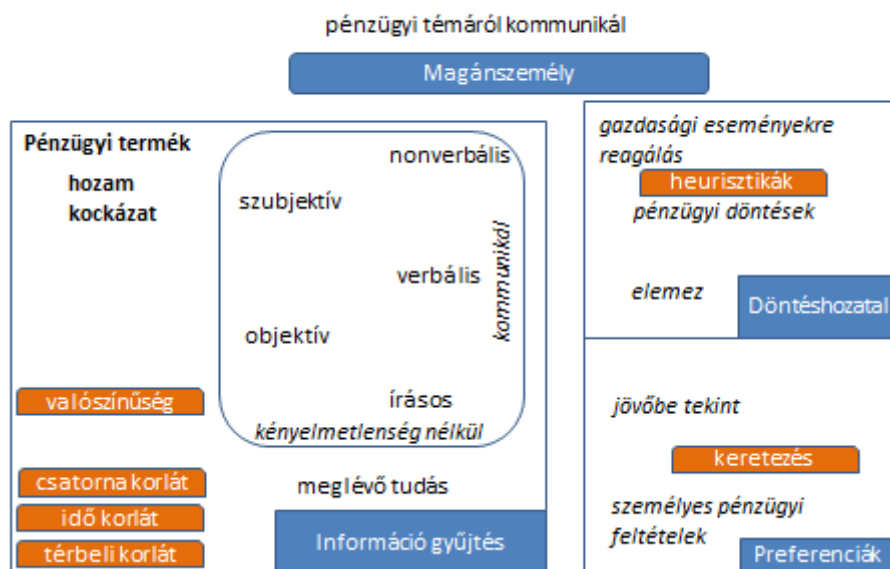 pénzügyi témáról kommunikál
Magánszemély
Pénzügyi termék
hozam
kockázat
nonverbális
szubjektív
verbális
kommunikál
objektív
írásos
kényelmetlenség nélkül
valószínűség
csatorna korlát
idő korlát
térbeli korlát
meglévő tudás
Információ gyűjtés
gazdasági eseményekre
reagálás
heurisztikák
pénzügyi döntések
elemez
Döntéshozatal
jövőbe tekint
keretezés
személyes pénzügyi
feltételek
Preferenciák